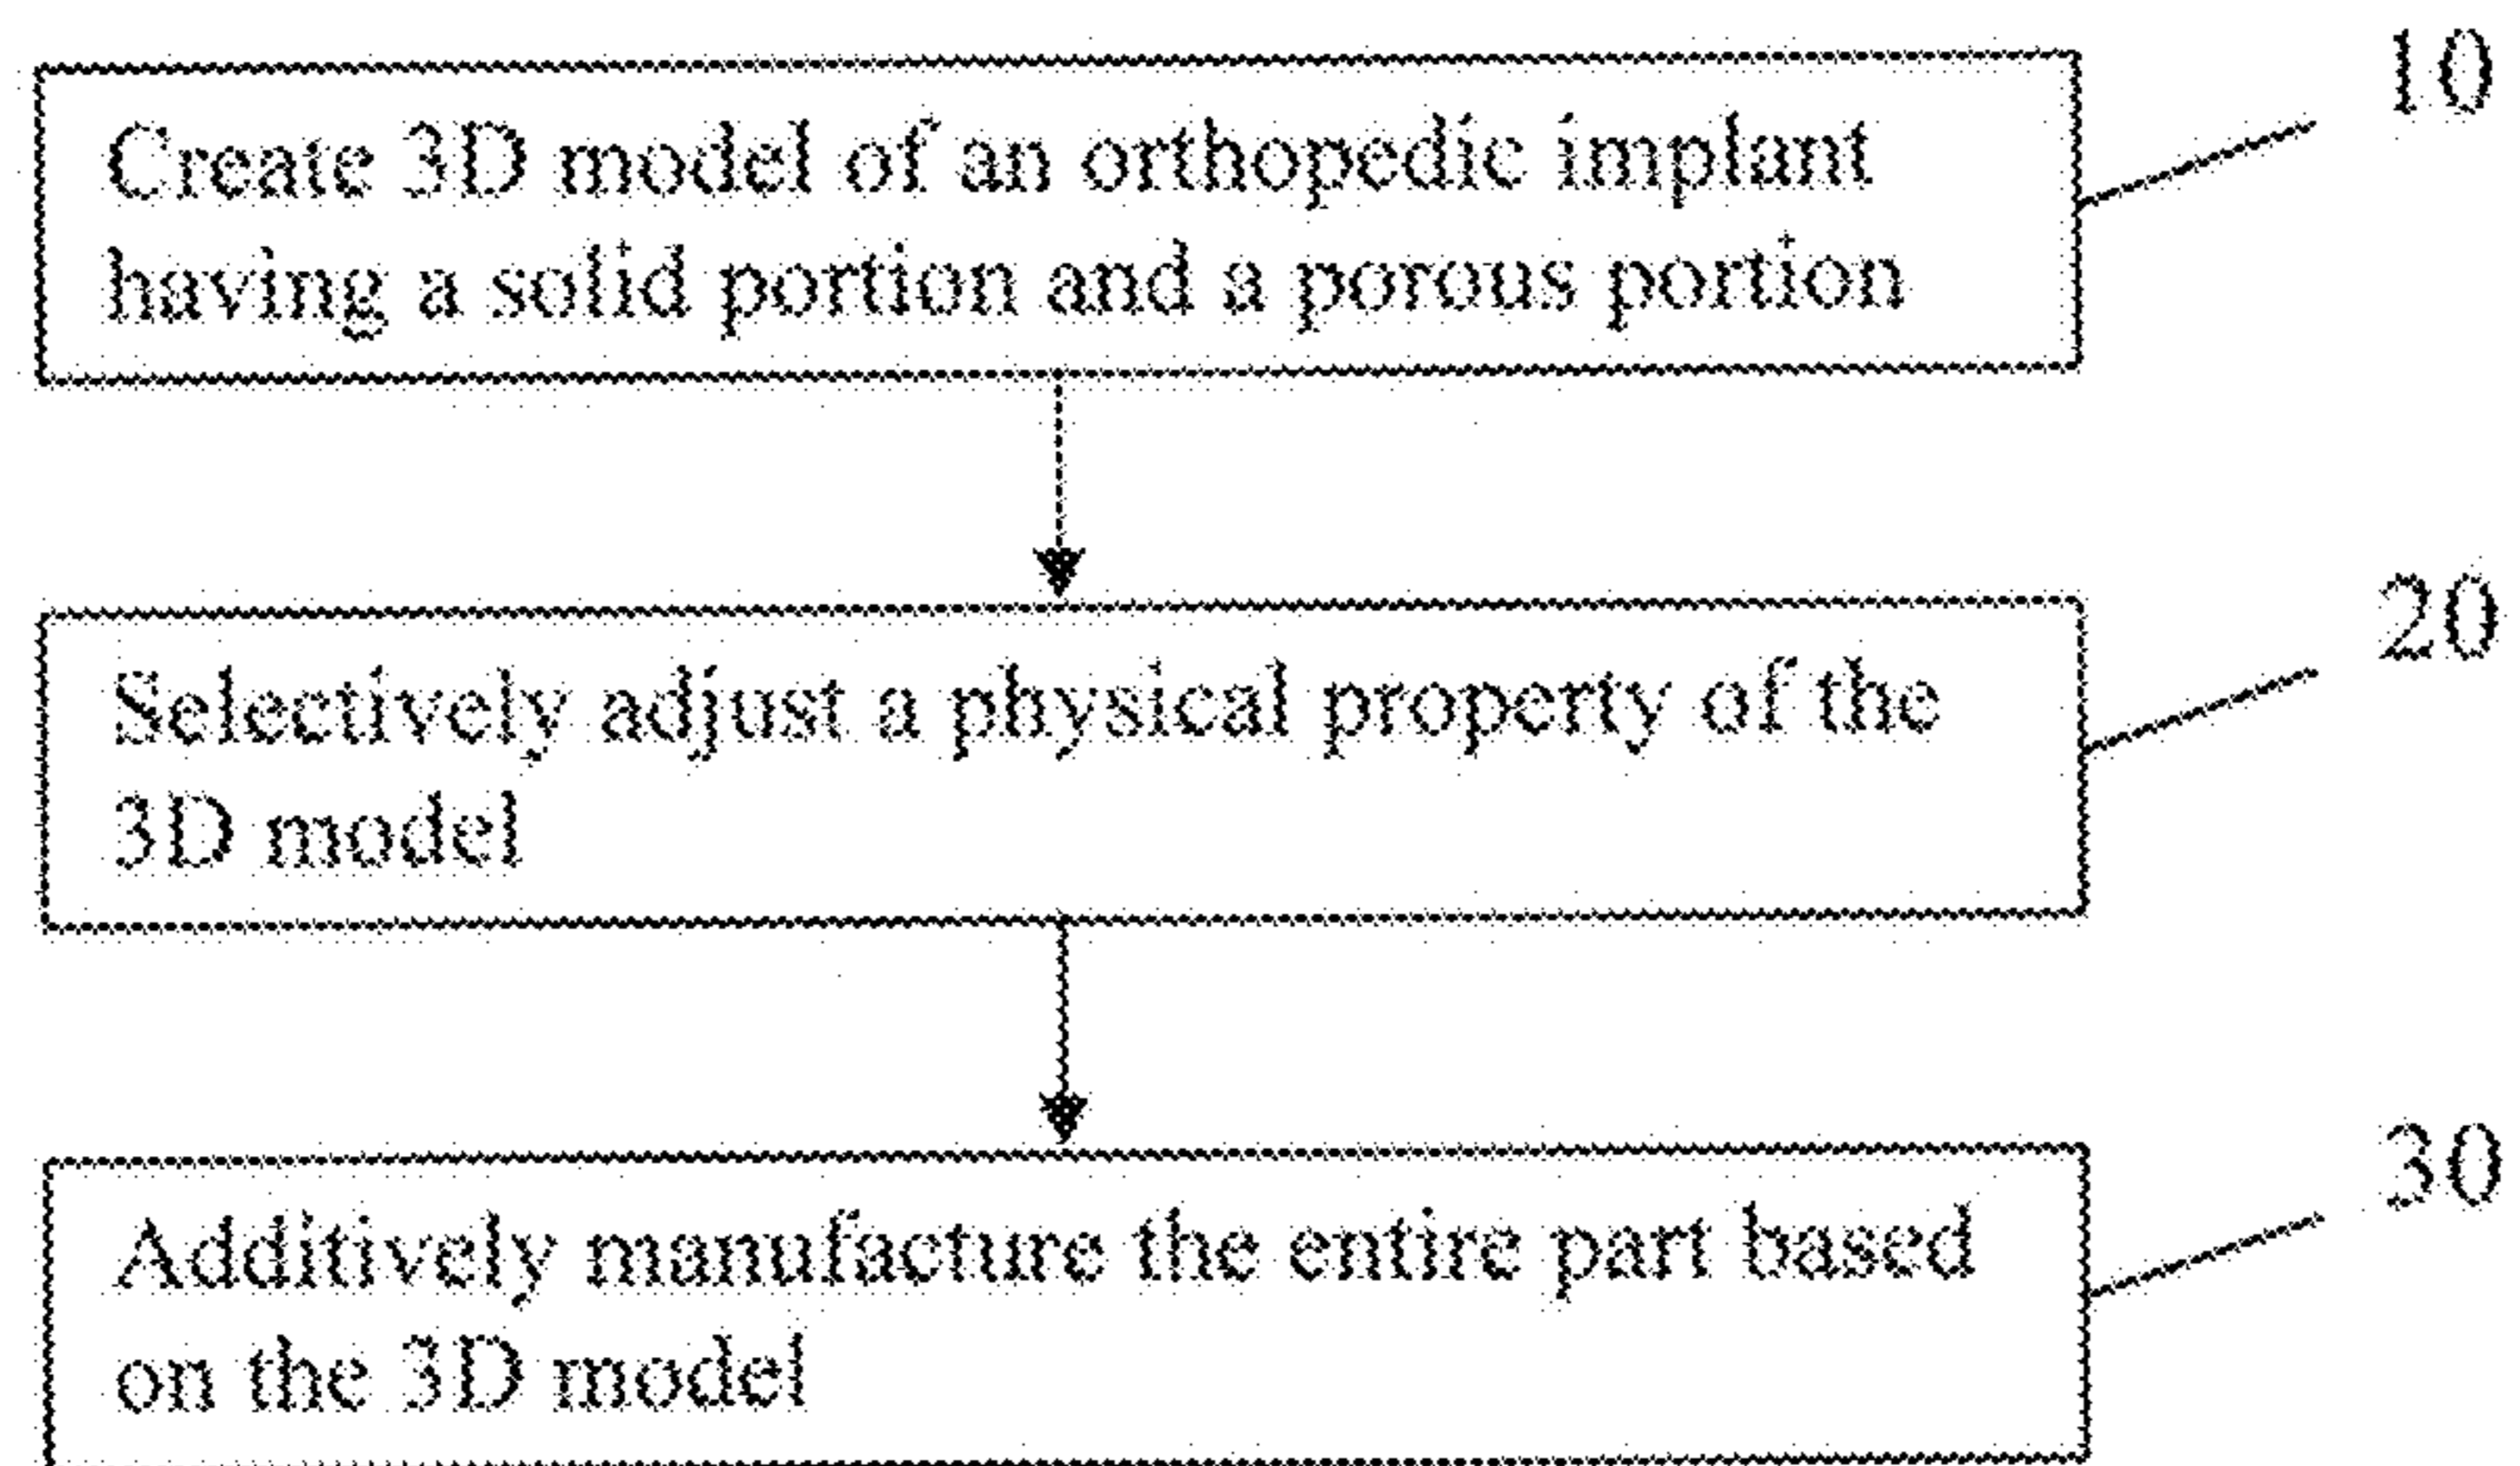 10
Create 3D model of an orthopedic implant
having a solid portion and a porous portion
20
Selectively adjust a physical property of the
3D model
30
Additively manufacture the entire part based
on the 3D model